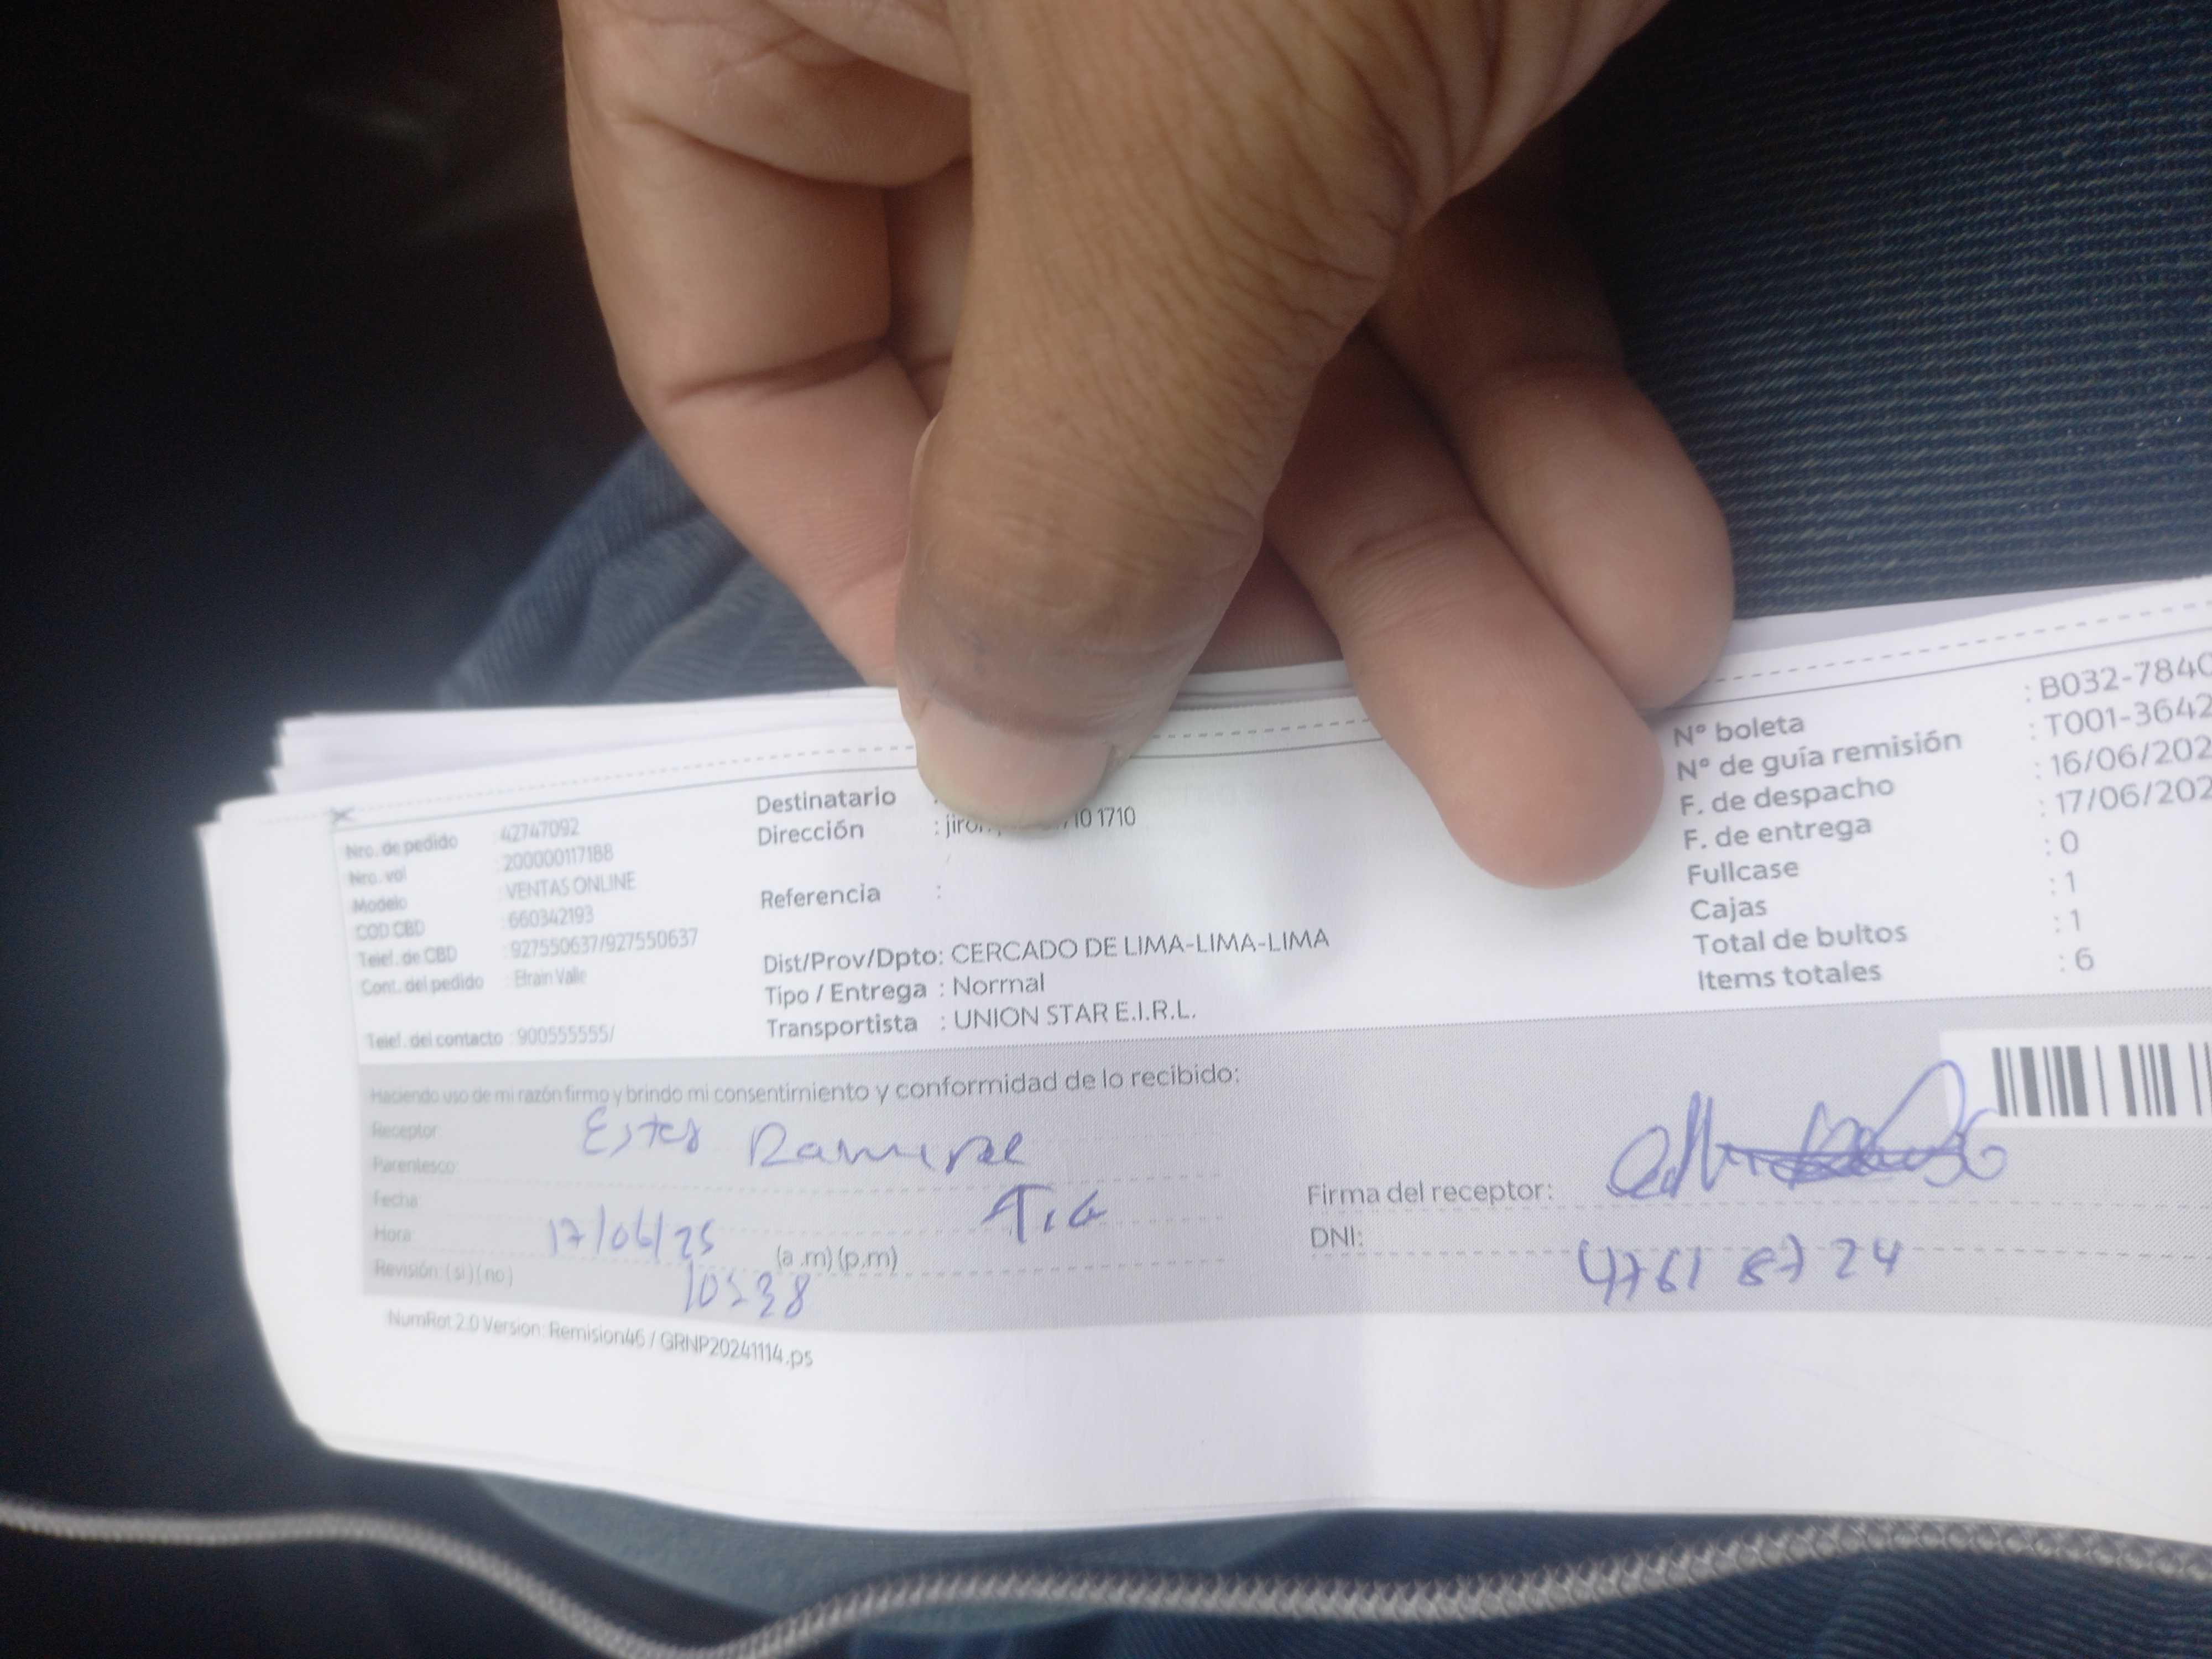 Nro. de pedido : 42747092
Nro. vol : 200000117188
Modelo : VENTAS ONLINE
COD CBD : 660342193
Telef. de CBD : 927550637/927550637
Cont. del pedido : Efrain Valle
Telef. del contacto : 900555555/
Destinatario :
Dirección : 1710
Referencia :
Dist/Prov/Dpto: CERCADO DE LIMA-LIMA-LIMA
Tipo / Entrega : Normal
Transportista : UNION STAR E.I.R.L.
N° boleta : B032-784
N° de guía remisión : T001-3642
F. de despacho : 16/06/202
F. de entrega : 17/06/202
Fullcase : 0
Cajas : 1
Total de bultos : 1
Items totales : 6
Haciendo uso de mi razón firmo y brindo mi consentimiento y conformidad de lo recibido:
Receptor:
Parentesco: Tia
Fecha 17/06/25
Hora 10:38 (a .m) (p.m)
Revisión: ( si ) ( no )
Firma del receptor:
DNI: 47618724
NumRot 2.0 Version: Remision46 / GRNP20241114.ps